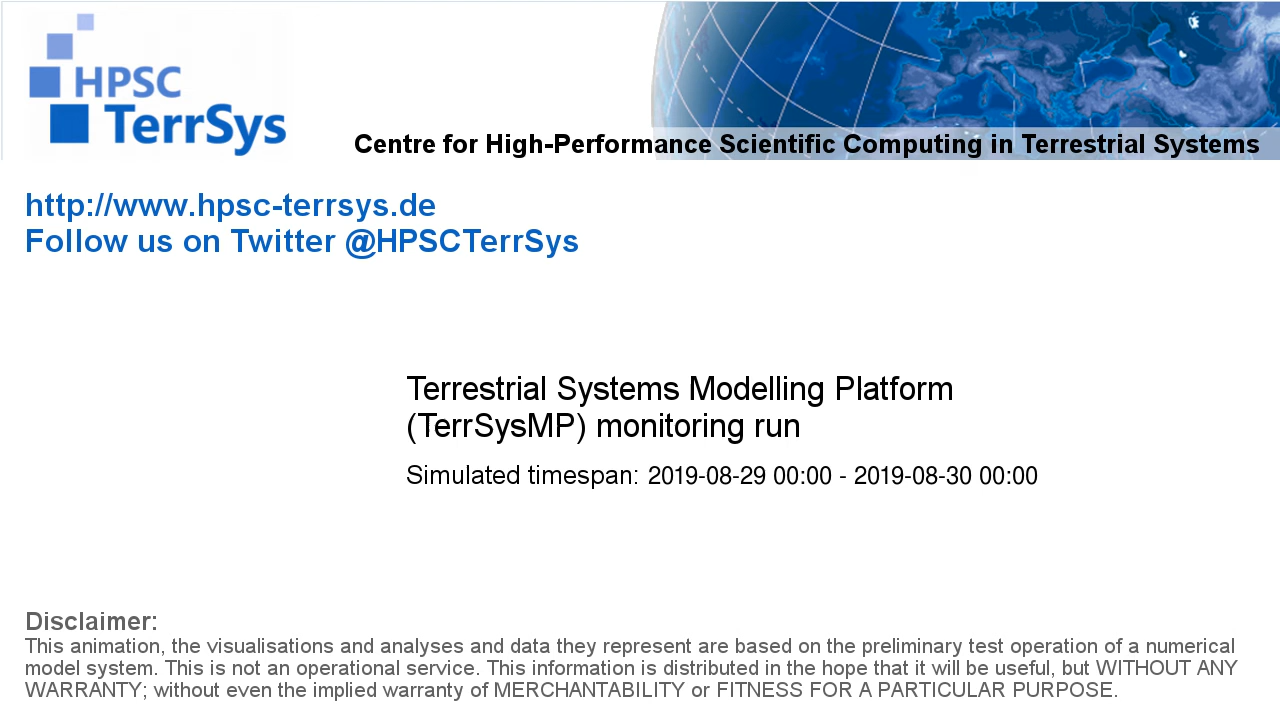 HPSC
TerrSys
Centre for High-Performance Scientific Computing in Terrestrial Systems
http://www.hpsc-terrsys.de
Follow us on Twitter @HPSCTerrSys
Terrestrial Systems Modelling Platform
(TerrSysMP) monitoring run
Simulated timespan: 2019-08-29 00:00 - 2019-08-30 00:00
Disclaimer:
This animation, the visualisations and analyses and data they represent are based on the preliminary test operation of a numerical
model system. This is not an operational service. This information is distributed in the hope that it will be useful, but WITHOUT ANY
WARRANTY; without even the implied warranty of MERCHANTABILITY or FITNESS FOR A PARTICULAR PURPOSE.